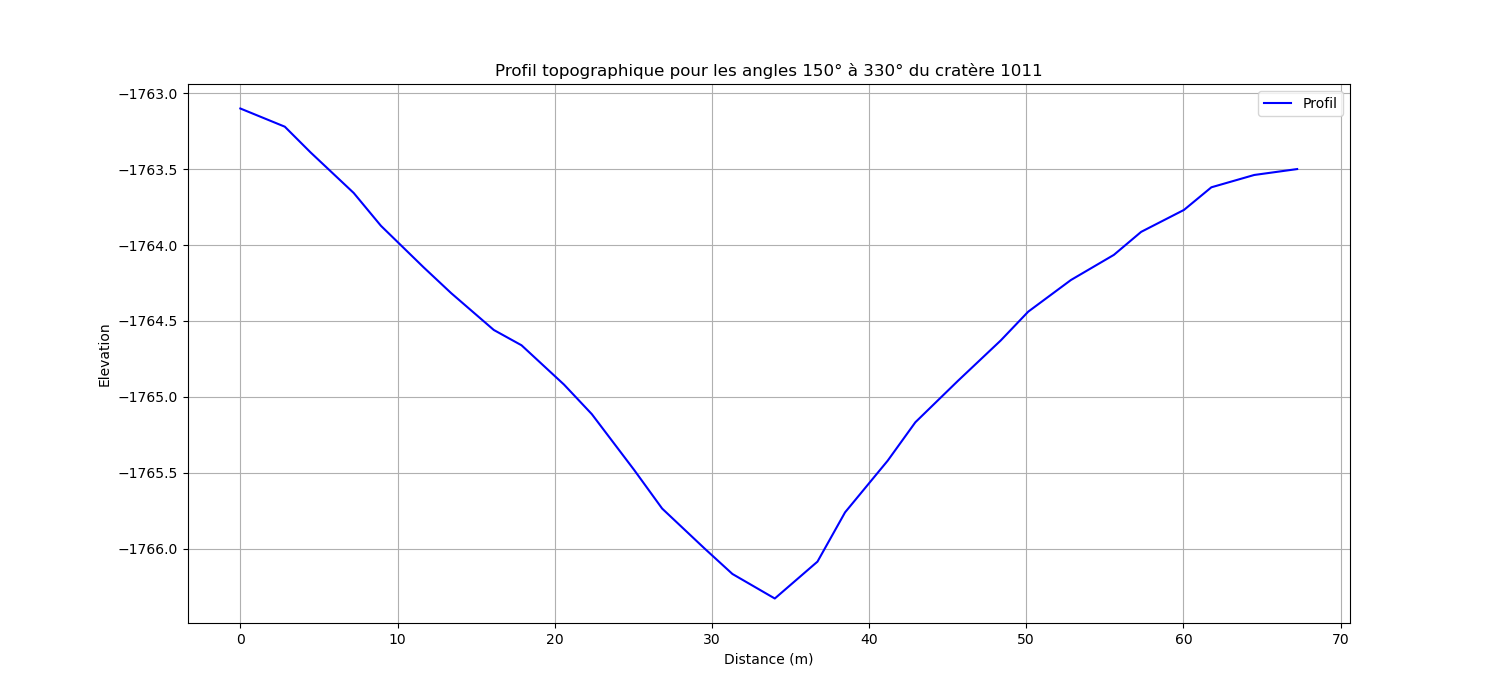 Profil topographique pour les angles 150° à 330° du cratère 1011
Profil
−1763.0
−1763.5
−1764.0
−1764.5
−1765.0
−1765.5
−1766.0
Elevation
0 10 20 30 40 50 60 70
Distance (m)